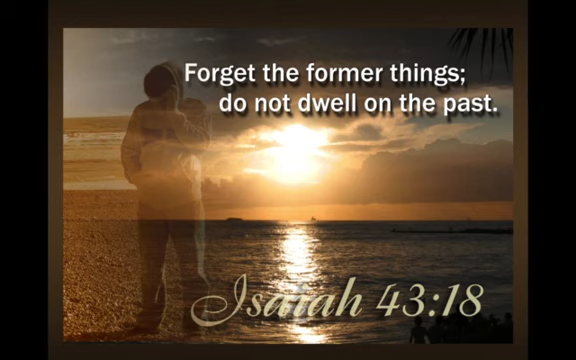 Forget the former things;
do not dwell on the past.
Isaiah 43:18